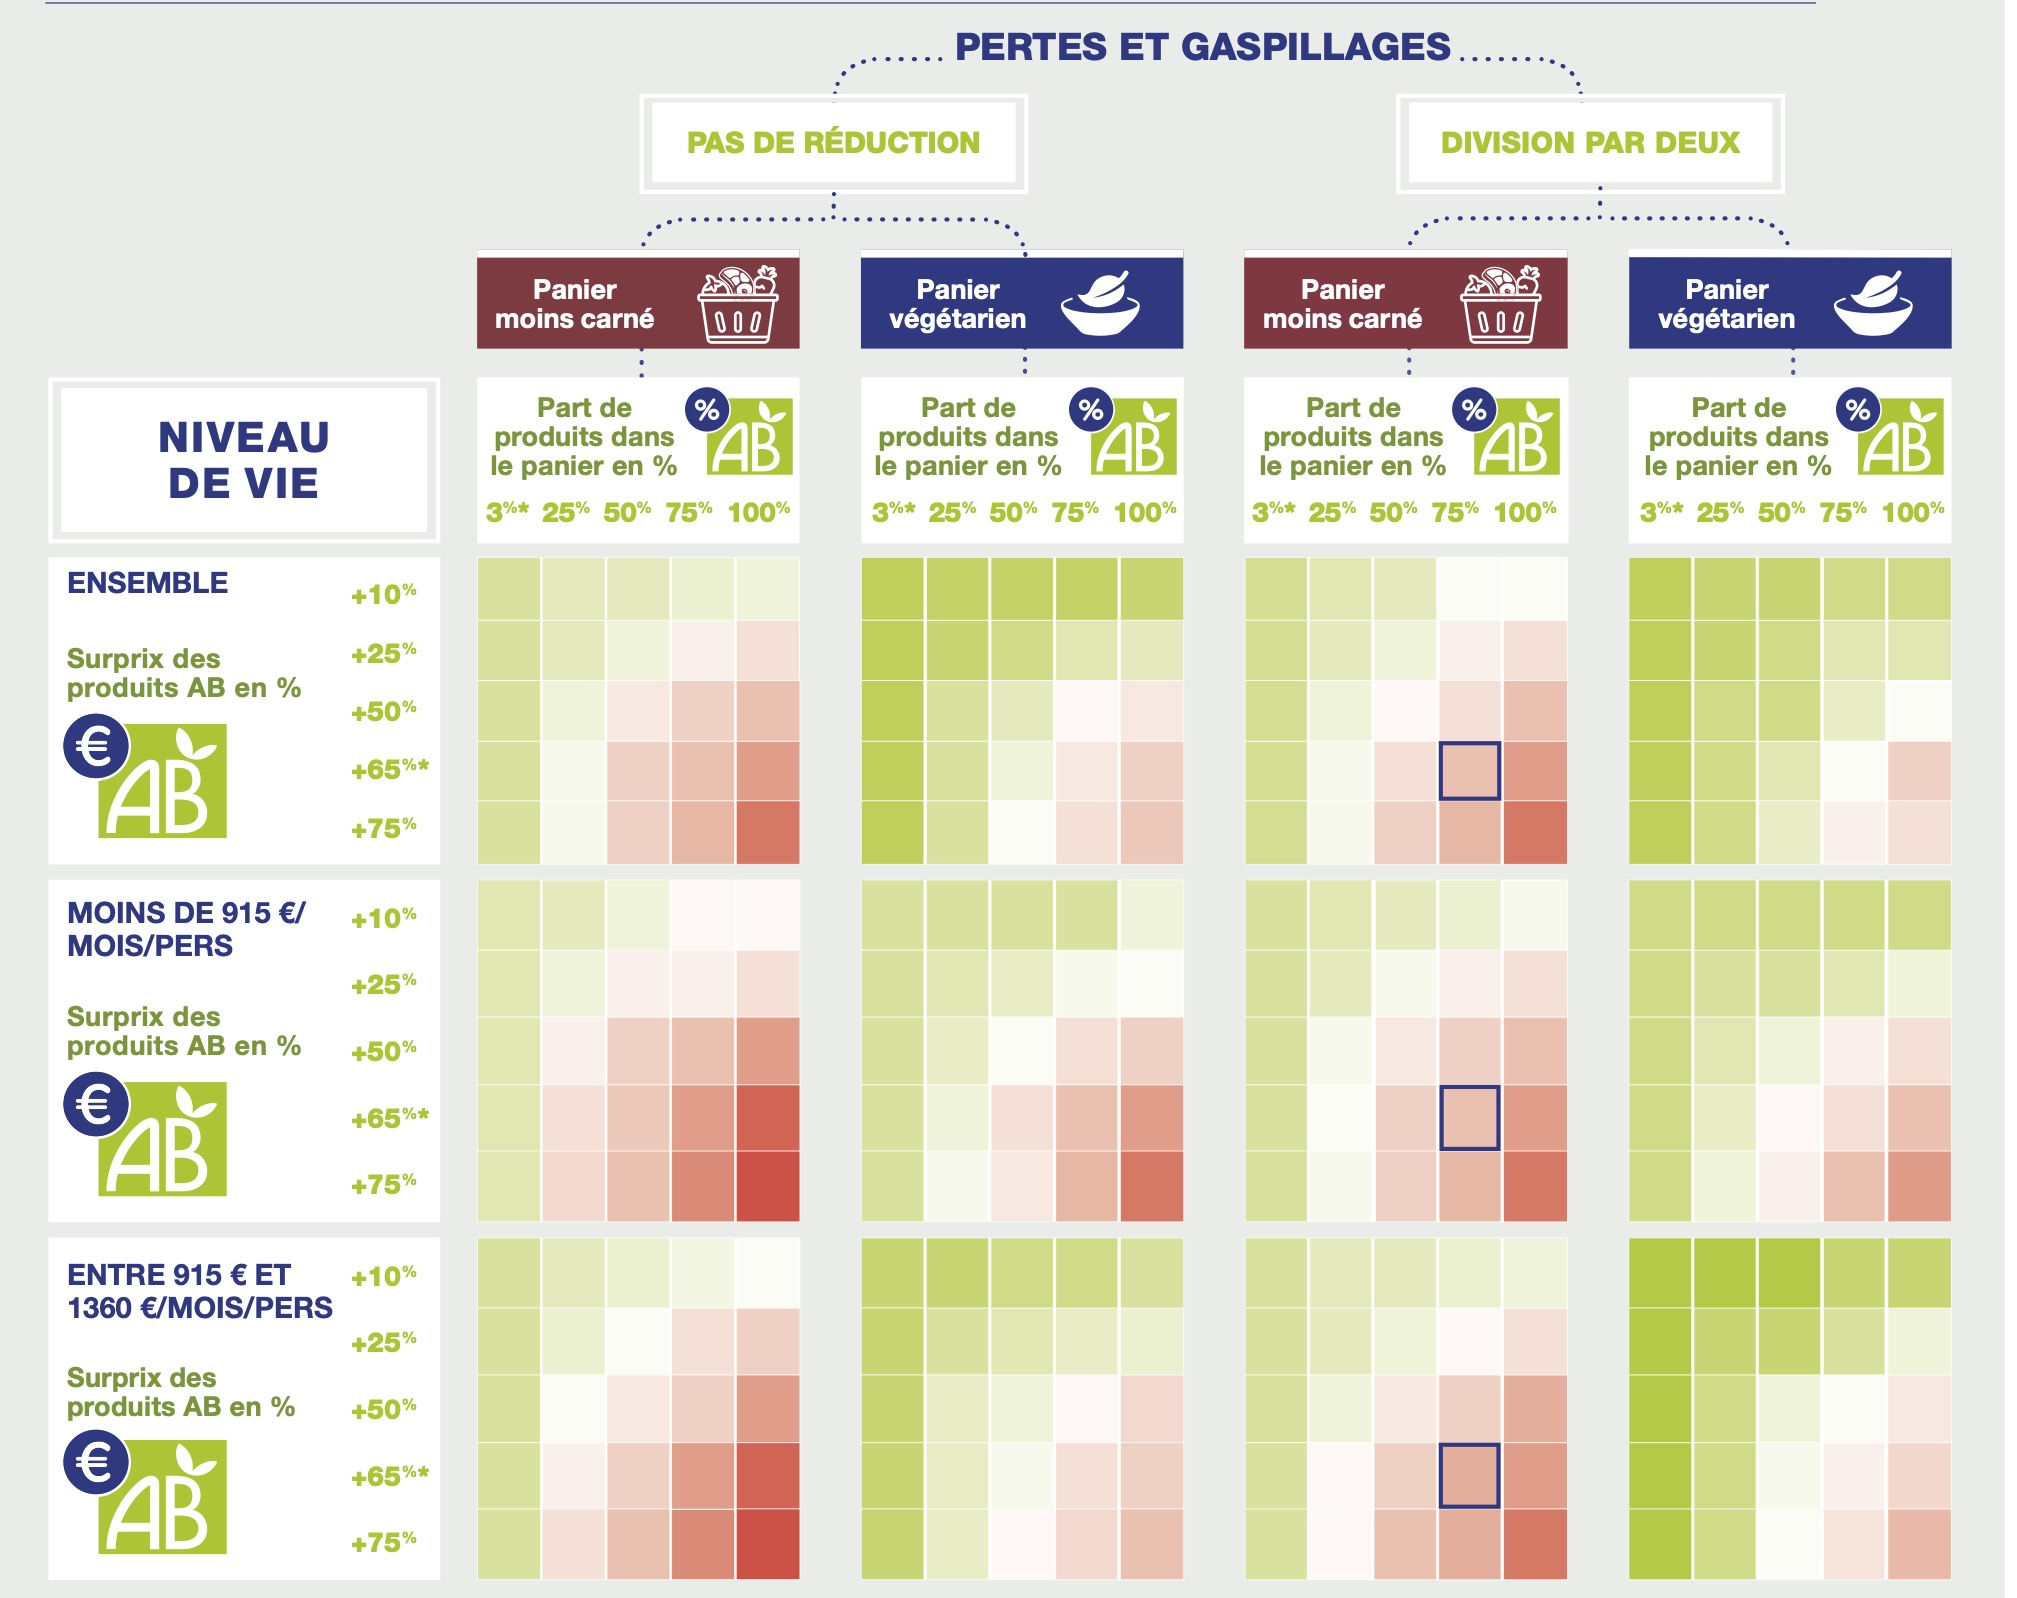 PERTES ET GASPILLAGES
PAS DE RÉDUCTION
DIVISION PAR DEUX
Panier
moins carné
Panier
végétarien
Panier
moins carné
Panier
végétarien
NIVEAU
DE VIE
Part de
produits dans
le panier en %
% AB
3%* 25% 50% 75% 100%
Part de
produits dans
le panier en %
% AB
3%* 25% 50% 75% 100%
Part de
produits dans
le panier en %
% AB
3%* 25% 50% 75% 100%
Part de
produits dans
le panier en %
% AB
3%* 25% 50% 75% 100%
ENSEMBLE
Surprix des
produits AB en %
€ AB
+10%
+25%
+50%
+65%*
+75%
MOINS DE 915 €/
MOIS/PERS
Surprix des
produits AB en %
€ AB
+10%
+25%
+50%
+65%*
+75%
ENTRE 915 € ET
1360 €/MOIS/PERS
Surprix des
produits AB en %
€ AB
+10%
+25%
+50%
+65%*
+75%